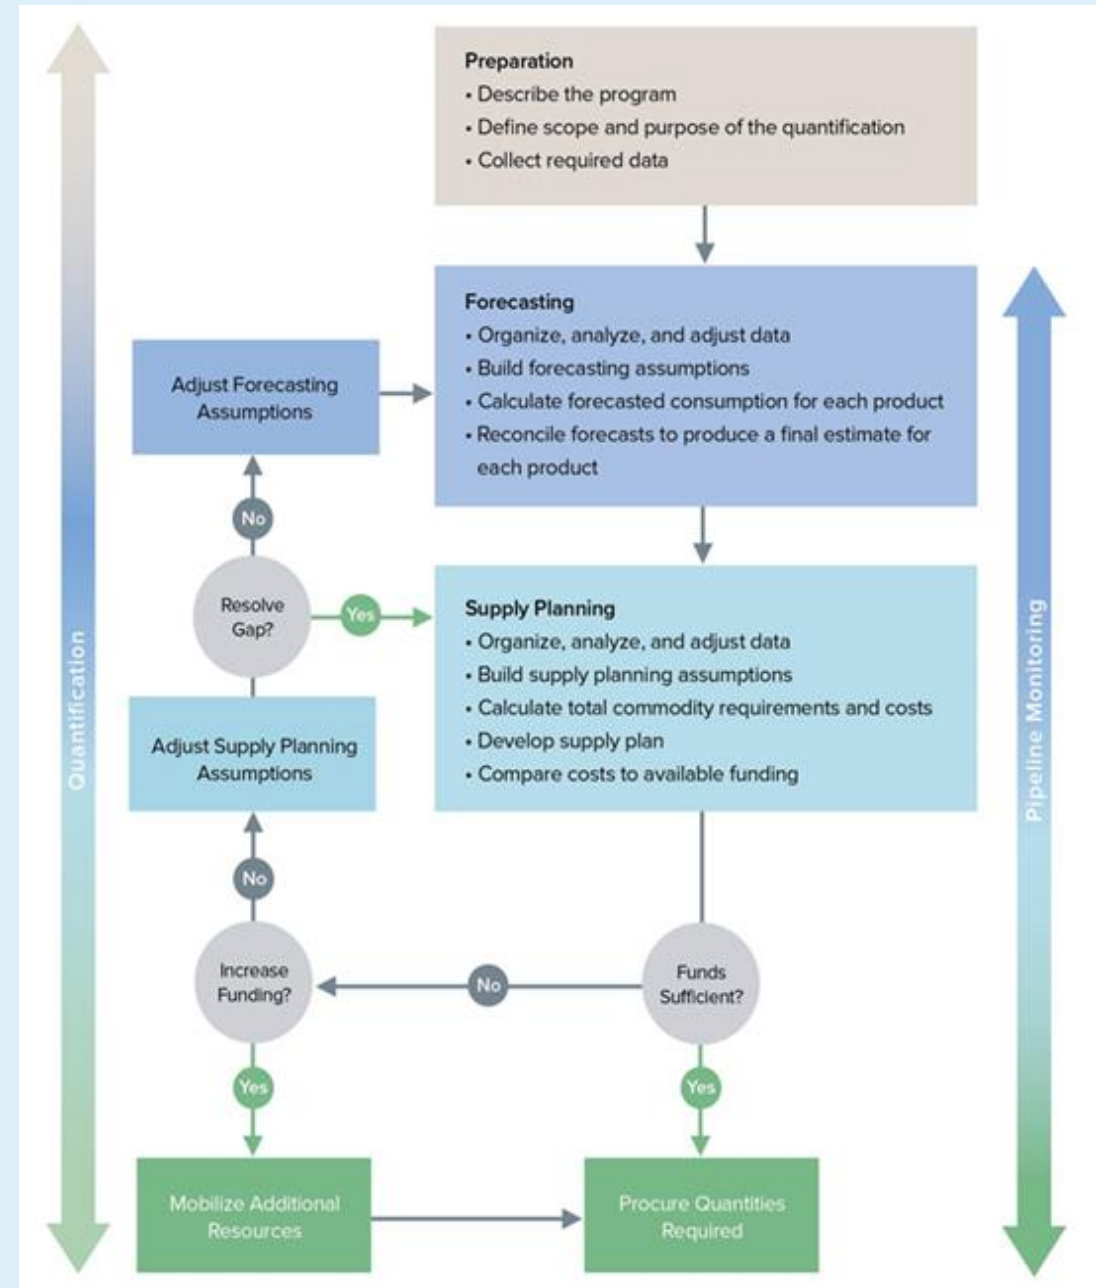 Preparation
• Describe the program
• Define scope and purpose of the quantification
• Collect required data
Forecasting
• Organize, analyze, and adjust data
• Build forecasting assumptions
• Calculate forecasted consumption for each product
• Reconcile forecasts to produce a final estimate for
each product
Adjust Forecasting
Assumptions
No
Resolve
Gap?
Yes
Supply Planning
• Organize, analyze, and adjust data
• Build supply planning assumptions
• Calculate total commodity requirements and costs
• Develop supply plan
• Compare costs to available funding
Adjust Supply Planning
Assumptions
No
Increase
Funding?
No
Funds
Sufficient?
Yes
Yes
Mobilize Additional
Resources
Procure Quantities
Required
Quantification
Pipeline Monitoring